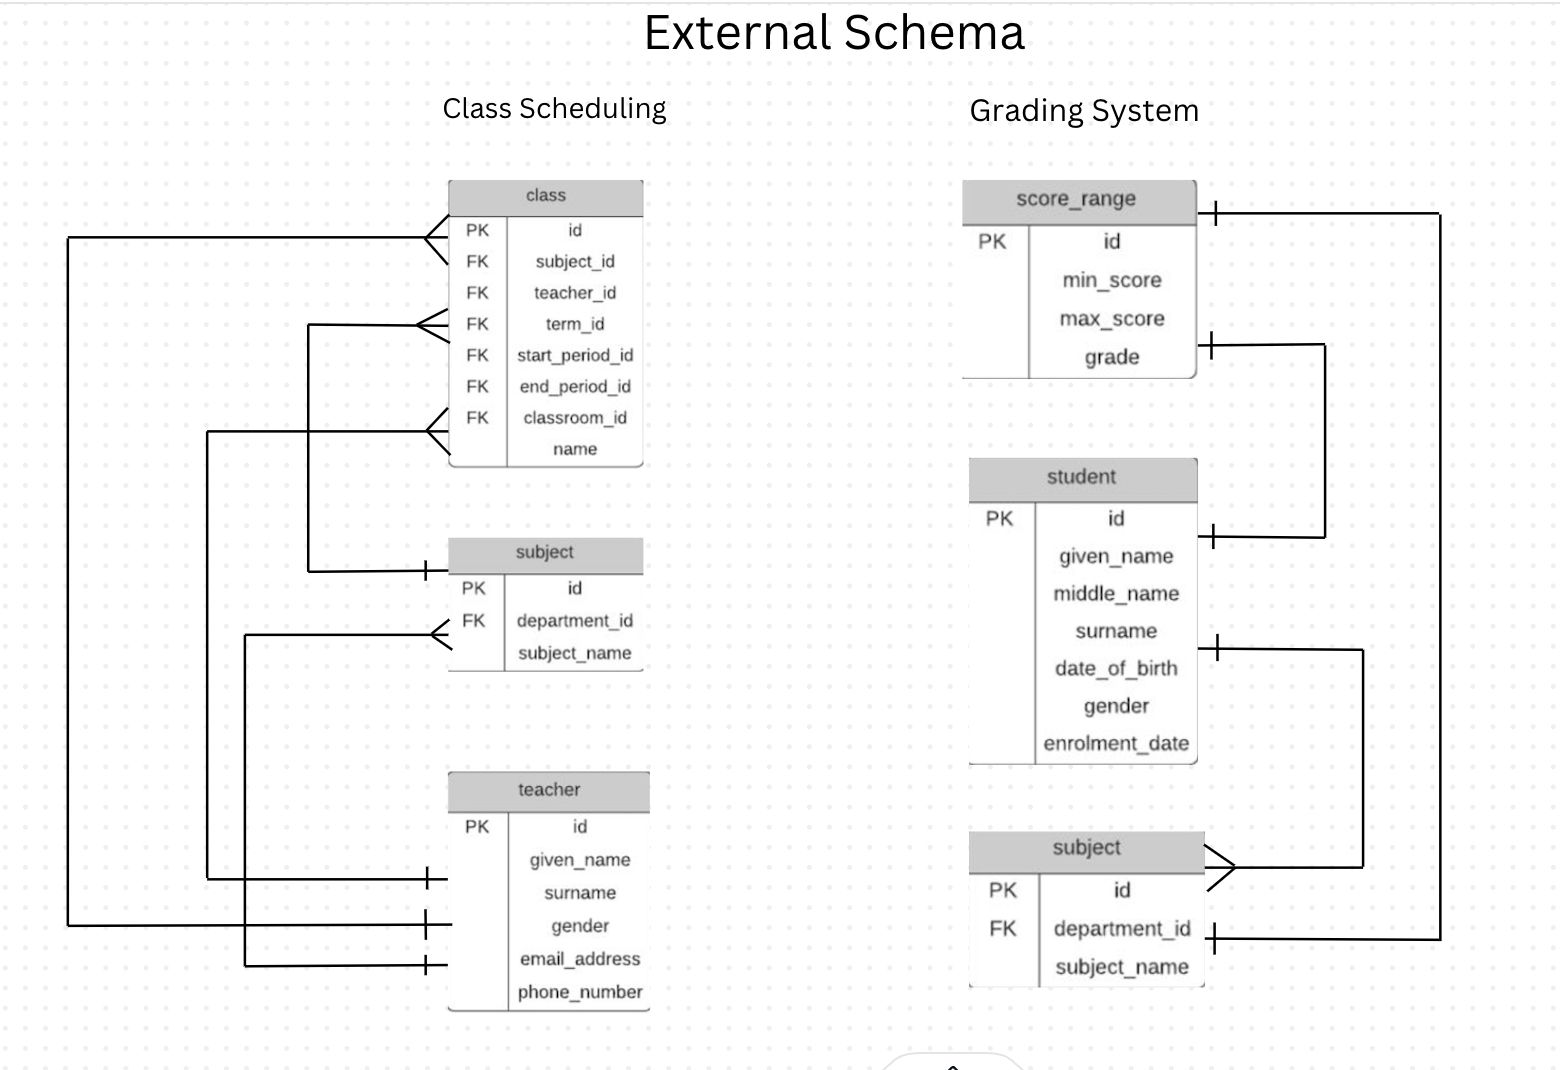 External Schema
Class Scheduling
class
PK id
FK subject_id
FK teacher_id
FK term_id
FK start_period_id
FK end_period_id
FK classroom_id
name
subject
PK id
FK department_id
subject_name
teacher
PK id
given_name
surname
gender
email_address
phone_number
Grading System
score_range
PK id
min_score
max_score
grade
student
PK id
given_name
middle_name
surname
date_of_birth
gender
enrolment_date
subject
PK id
FK department_id
subject_name